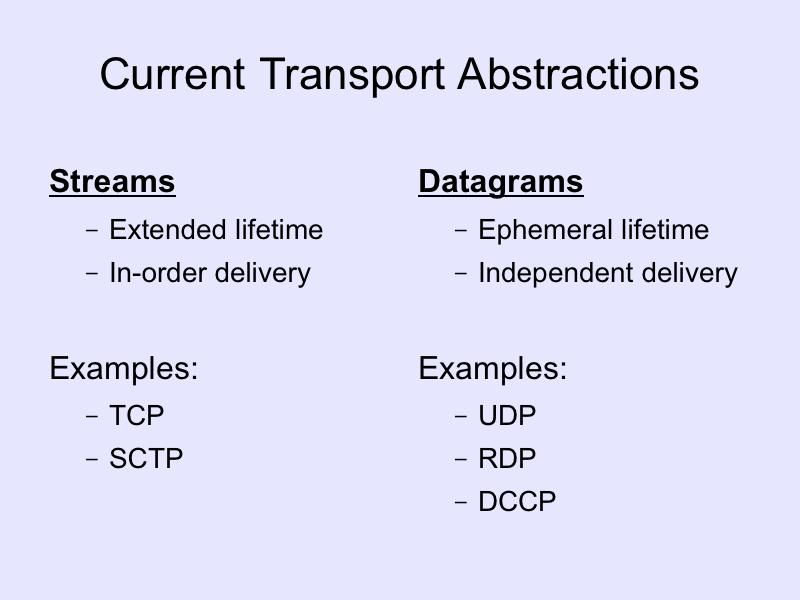 Current Transport Abstractions
Streams
– Extended lifetime
– In-order delivery
Examples:
– TCP
– SCTP
Datagrams
– Ephemeral lifetime
– Independent delivery
Examples:
– UDP
– RDP
– DCCP